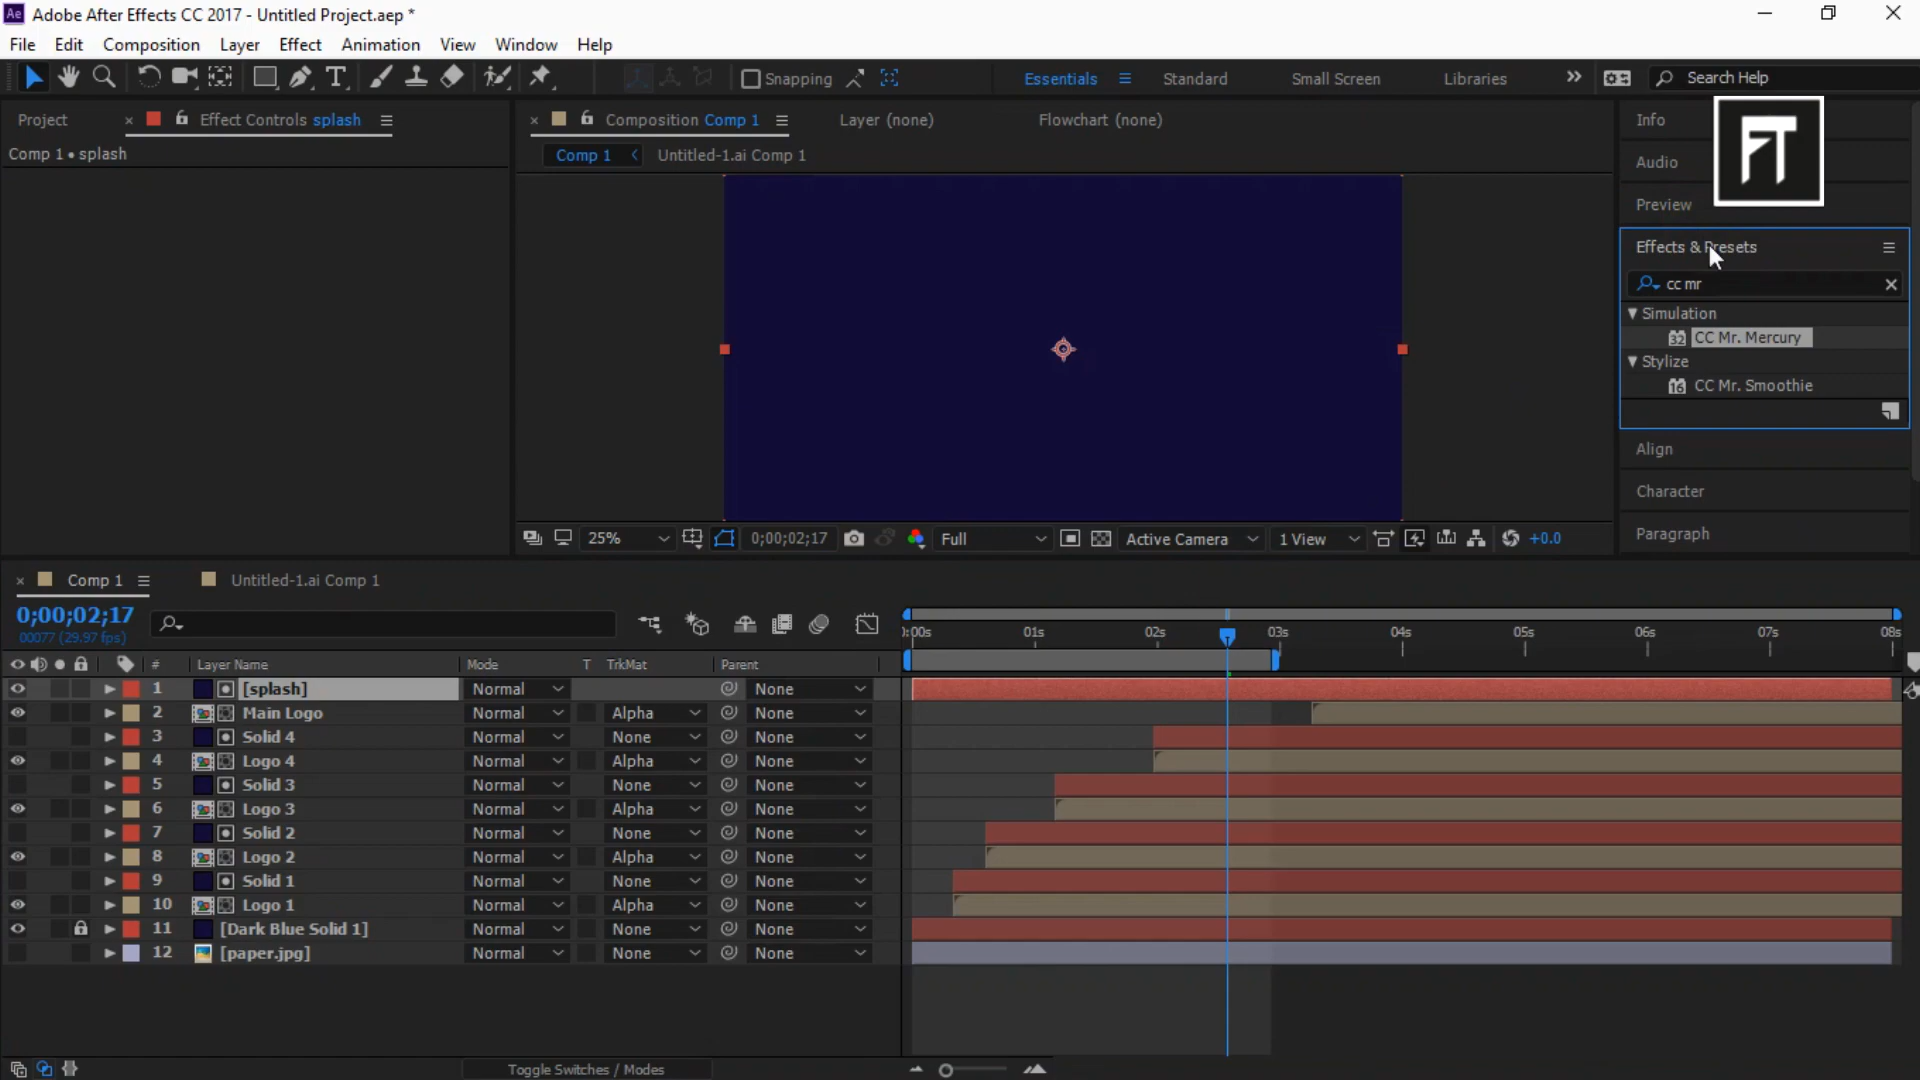 Ae Adobe After Effects CC 2017 - Untitled Project.aep *
File Edit Composition Layer Effect Animation View Window Help
Snapping Essentials Standard Small Screen Libraries Search Help
Project Effect Controls splash Composition Comp 1 Layer (none) Flowchart (none) Info
FT
Comp 1 • splash Comp 1 Untitled-1.ai Comp 1 Audio
Preview
Effects & Presets
cc mr
Simulation
32 CC Mr. Mercury
Stylize
16 CC Mr. Smoothie
Align
Character
Paragraph
25% 0;00;02;17 Full Active Camera 1 View +0.0
Comp 1 Untitled-1.ai Comp 1
0;00;02;17
00077 (29.97 fps)
0:00s 01s 02s 03s 04s 05s 06s 07s 08s
# Layer Name Mode T TrkMat Parent
1 [splash] Normal None
2 Main Logo Normal Alpha None
3 Solid 4 Normal None None
4 Logo 4 Normal Alpha None
5 Solid 3 Normal None None
6 Logo 3 Normal Alpha None
7 Solid 2 Normal None None
8 Logo 2 Normal Alpha None
9 Solid 1 Normal None None
10 Logo 1 Normal Alpha None
11 [Dark Blue Solid 1] Normal None None
12 [paper.jpg] Normal None None
Toggle Switches / Modes